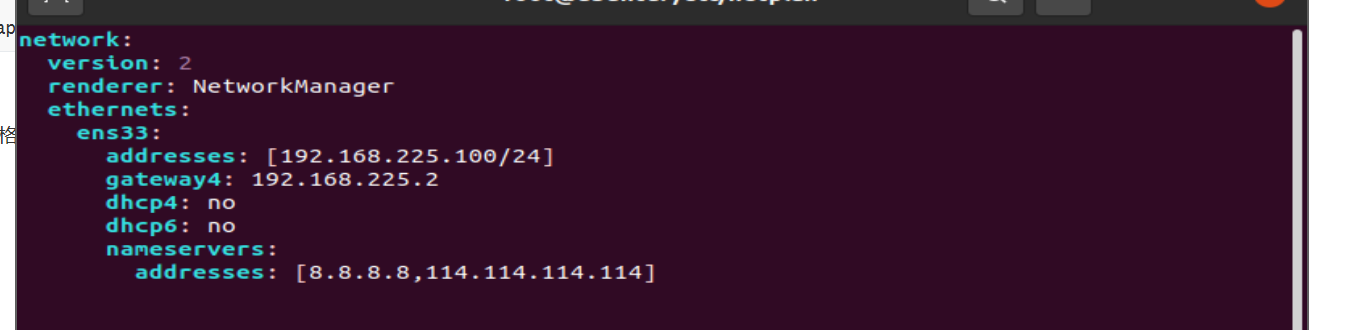 network:
  version: 2
  renderer: NetworkManager
  ethernets:
    ens33:
      addresses: [192.168.225.100/24]
      gateway4: 192.168.225.2
      dhcp4: no
      dhcp6: no
      nameservers:
        addresses: [8.8.8.8,114.114.114.114]
ap
格